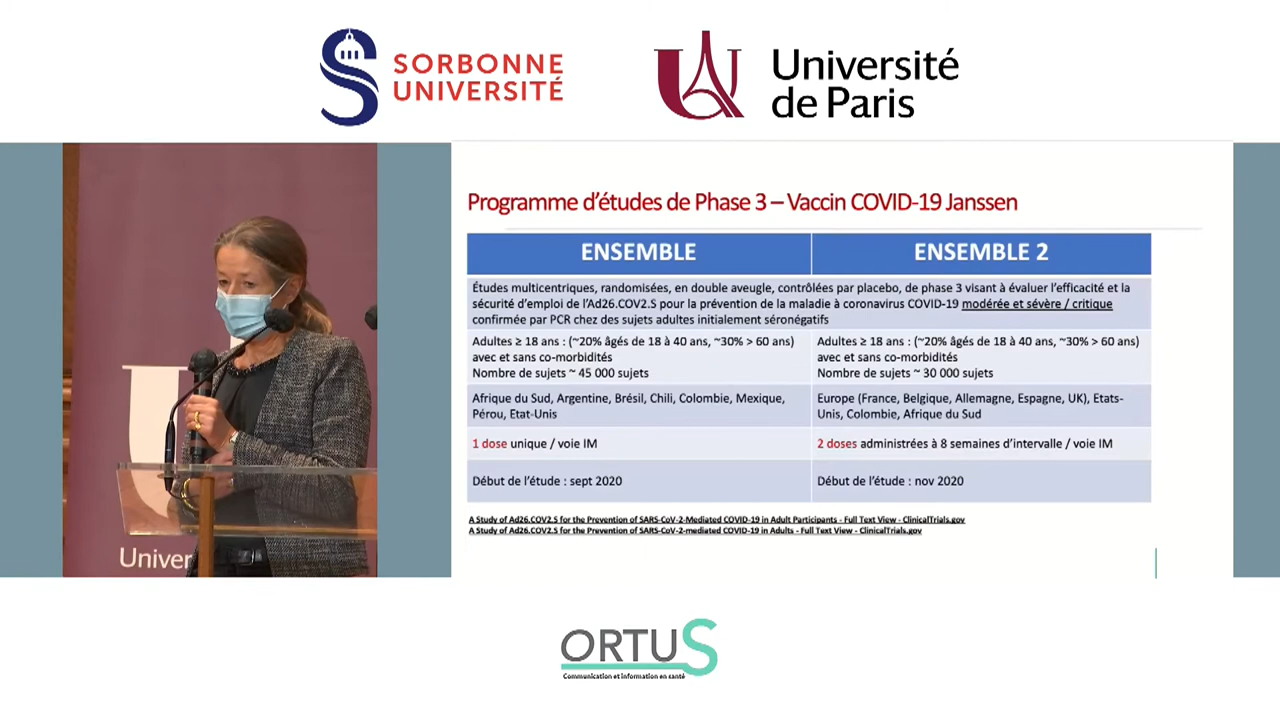 SORBONNE
UNIVERSITÉ
Université
de Paris
Programme d'études de Phase 3 – Vaccin COVID-19 Janssen
ENSEMBLE
ENSEMBLE 2
Études multicentriques, randomisées, en double aveugle, contrôlées par placebo, de phase 3 visant à évaluer l'efficacité et la
sécurité d'emploi de l'Ad26.COV2.S pour la prévention de la maladie à coronavirus COVID-19 modérée et sévère / critique
confirmée par PCR chez des sujets adultes initialement séronégatifs
Adultes ≥ 18 ans : (~20% âgés de 18 à 40 ans, ~30% > 60 ans)
avec et sans co-morbidités
Nombre de sujets ~ 45 000 sujets
Adultes ≥ 18 ans : (~20% âgés de 18 à 40 ans, ~30% > 60 ans)
avec et sans co-morbidités
Nombre de sujets ~ 30 000 sujets
Afrique du Sud, Argentine, Brésil, Chili, Colombie, Mexique,
Pérou, Etat-Unis
Europe (France, Belgique, Allemagne, Espagne, UK), Etats-
Unis, Colombie, Afrique du Sud
1 dose unique / voie IM
2 doses administrées à 8 semaines d'intervalle / voie IM
Début de l'étude : sept 2020
Début de l'étude : nov 2020
A Study of Ad26.COV2.S for the Prevention of SARS-CoV-2-Mediated COVID-19 in Adult Participants - Full Text View - ClinicalTrials.gov
A Study of Ad26.COV2.S for the Prevention of SARS-CoV-2-mediated COVID-19 in Adults - Full Text View - ClinicalTrials.gov
Univer
ORTUS
Communication et information en santé